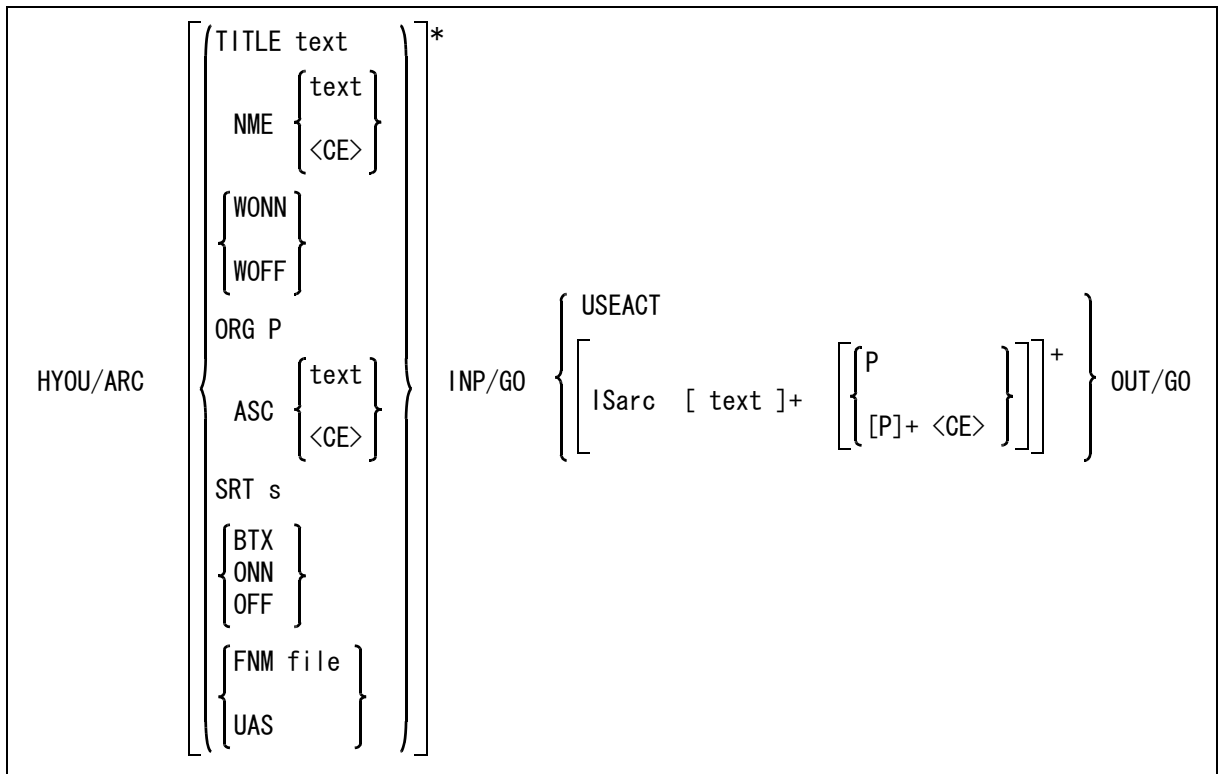 TITLE text
*
NME
text
<CE>
WONN
WOFF
ORG P
ASC
text
<CE>
SRT s
BTX
ONN
OFF
FNM file
UAS
HYOU/ARC
INP/GO
USEACT
ISarc [ text ]+
P
[P]+ <CE>
+
OUT/GO